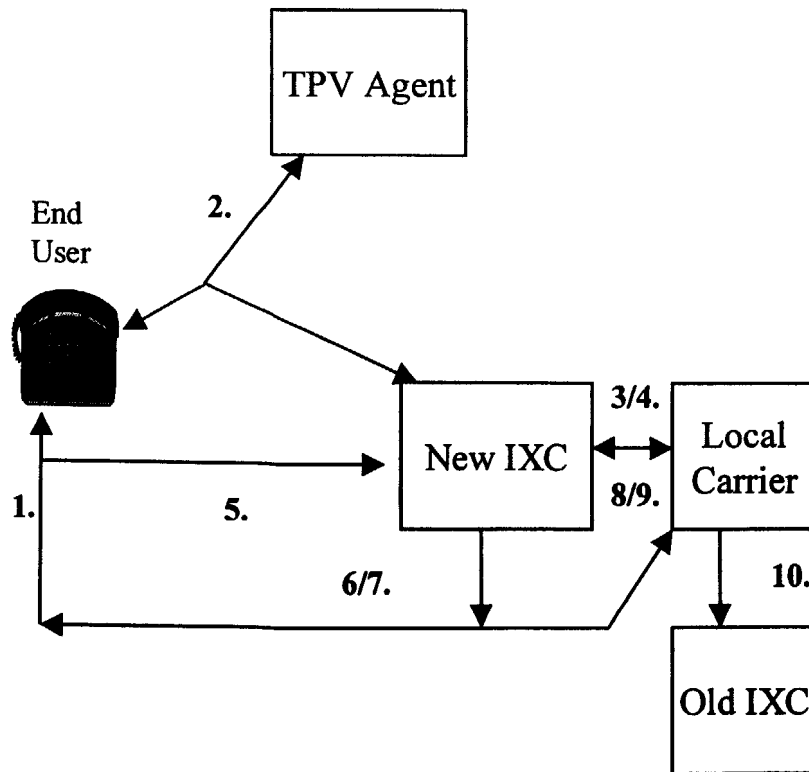 TPV Agent
2.
End
User
3/4.
New IXC
Local
Carrier
8/9.
1.
5.
6/7.
10.
Old IXC